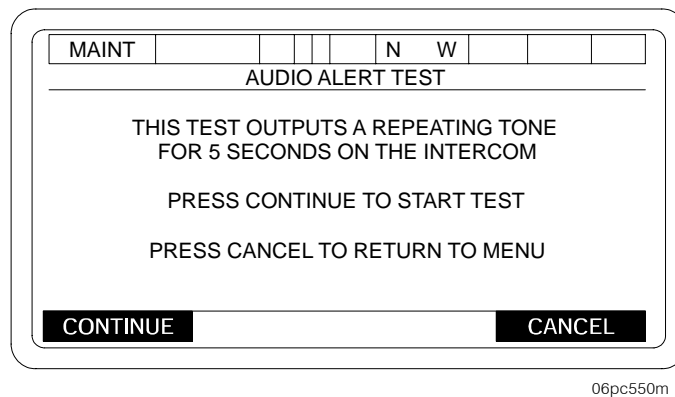 MAINT N W
AUDIO ALERT TEST
THIS TEST OUTPUTS A REPEATING TONE
FOR 5 SECONDS ON THE INTERCOM
PRESS CONTINUE TO START TEST
PRESS CANCEL TO RETURN TO MENU
CONTINUE CANCEL
06pc550m